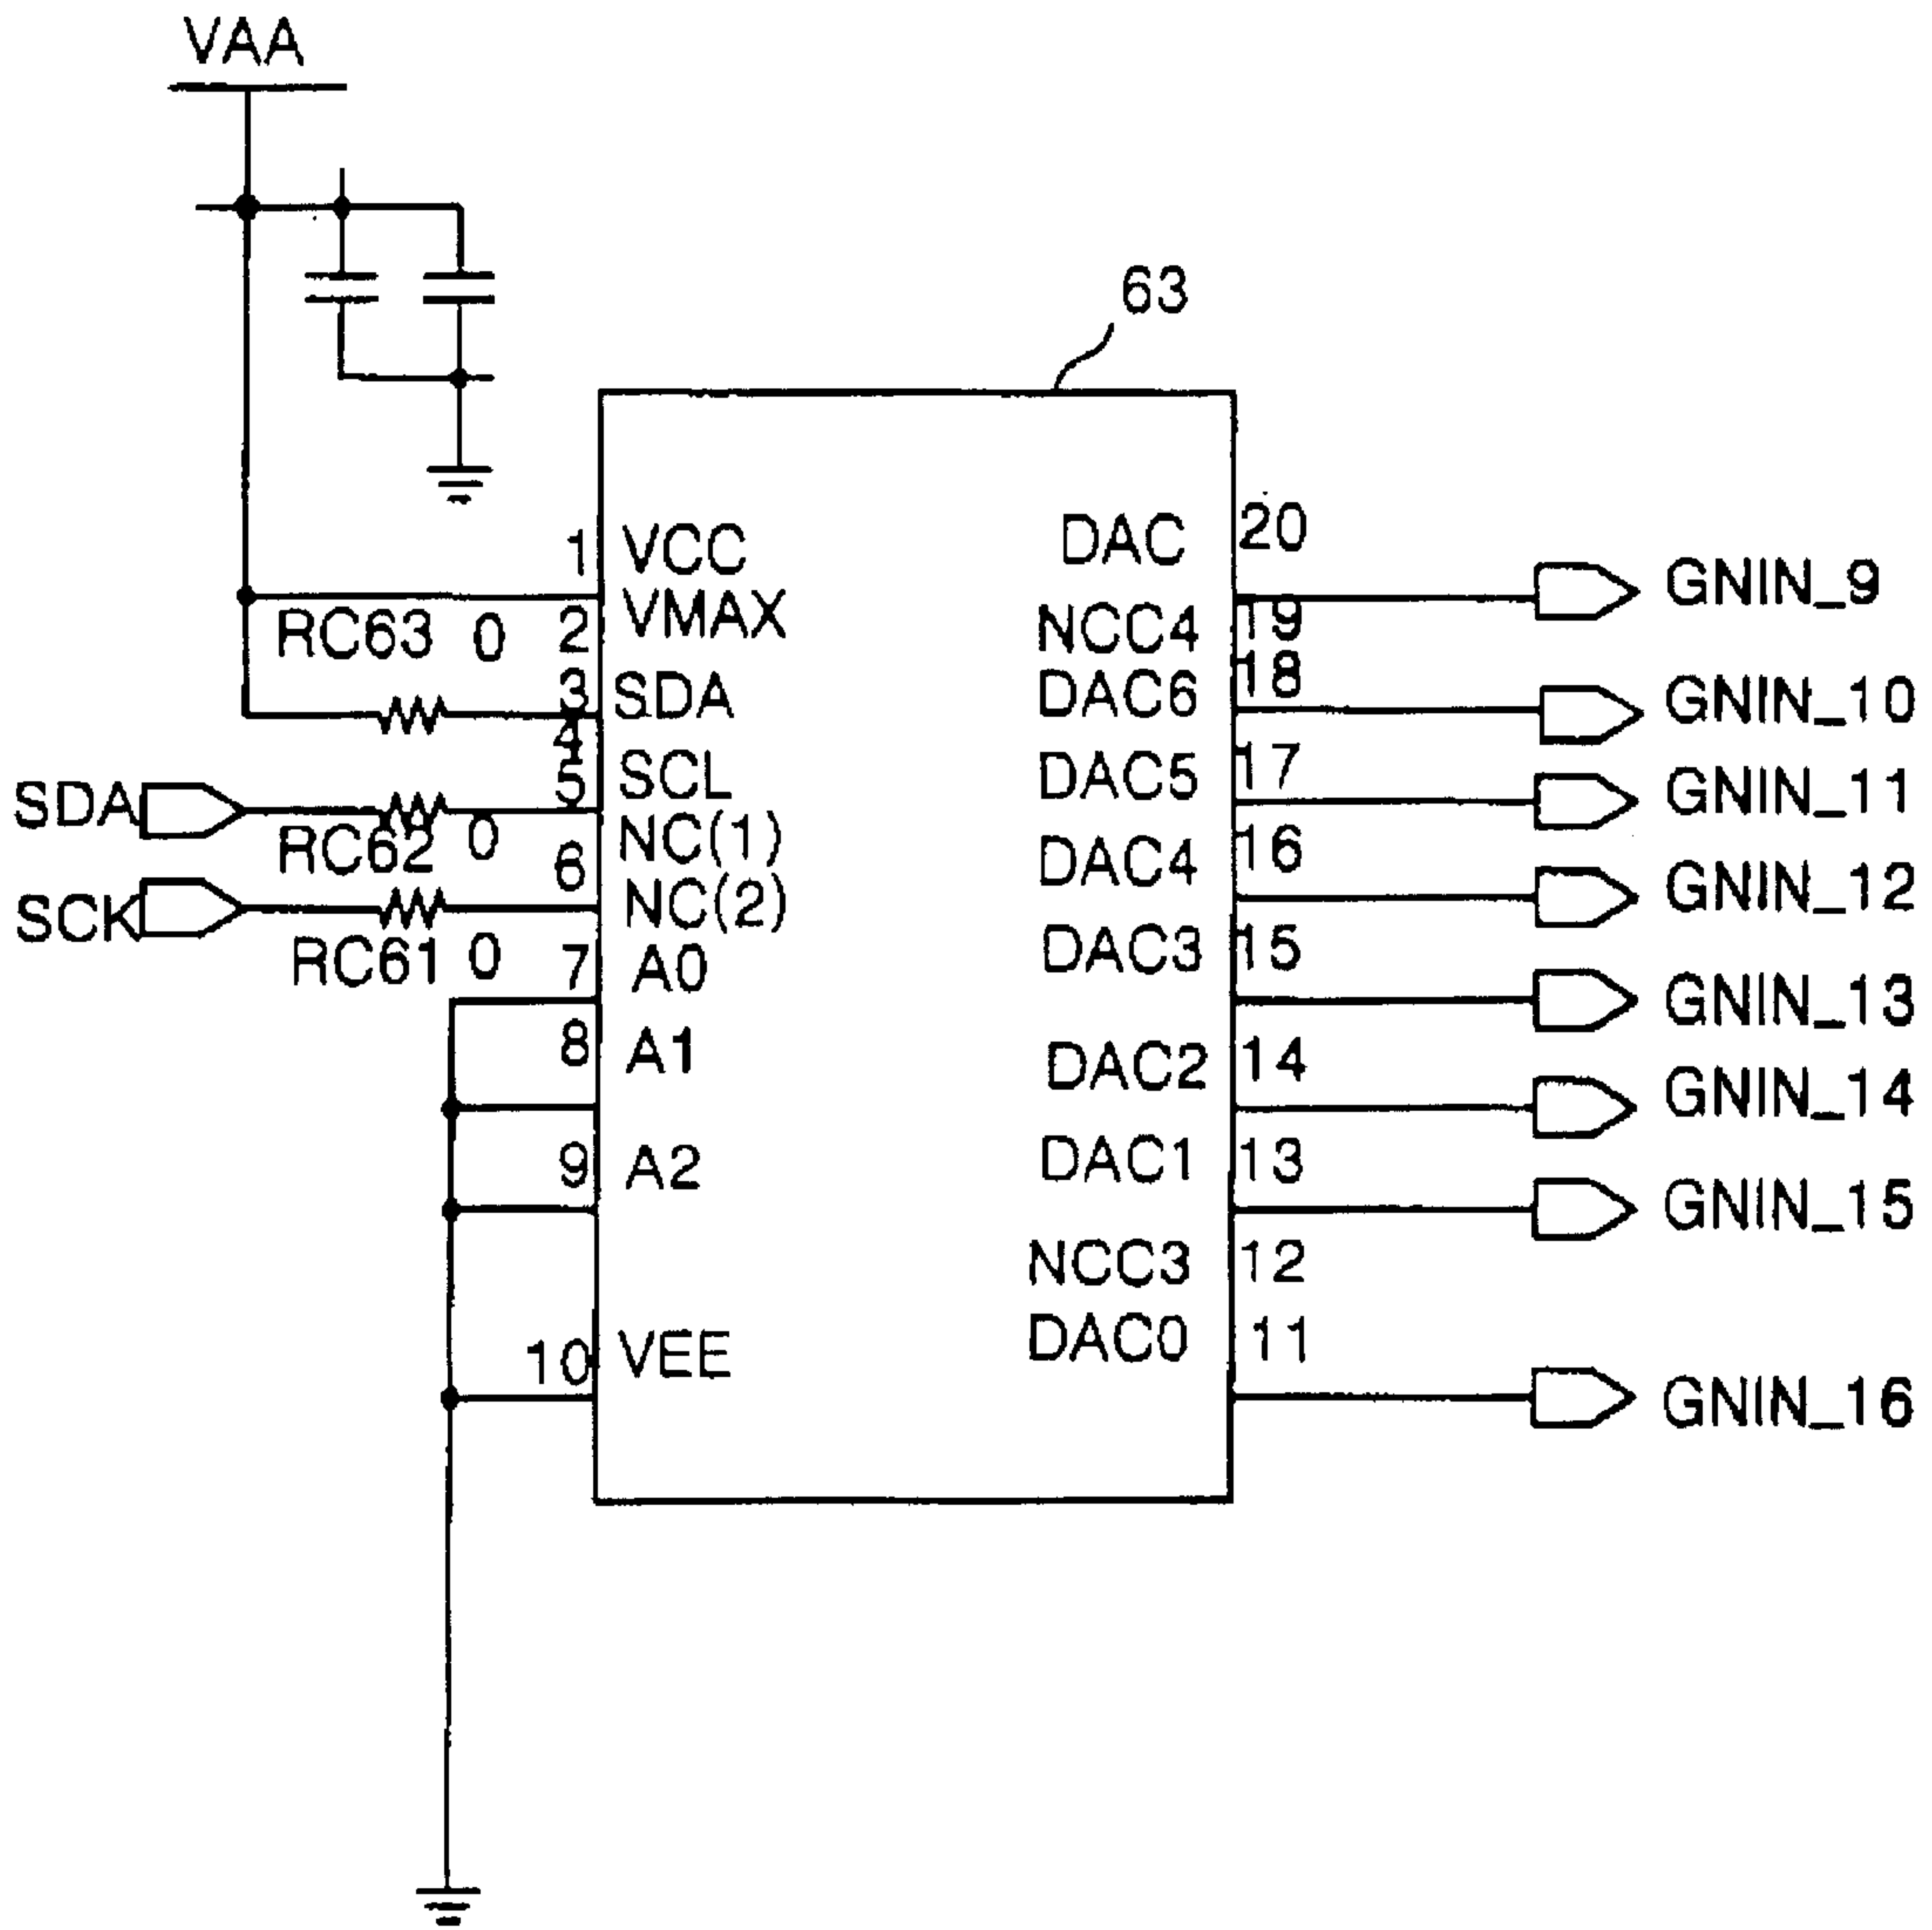 VAA
63
1 VCC DAC 20
GNIN_9
RC63 0 2 VMAX NCC4 19
3 SDA DAC6 18 GNIN_10
4
5 SCL DAC5 17 GNIN_11
SDA
RC62 0 6 NC(1) DAC4 16 GNIN_12
SCK NC(2)
RC61 0 7 A0 DAC3 15 GNIN_13
8 A1 DAC2 14 GNIN_14
9 A2 DAC1 13 GNIN_15
NCC3 12
10 VEE DAC0 11
GNIN_16